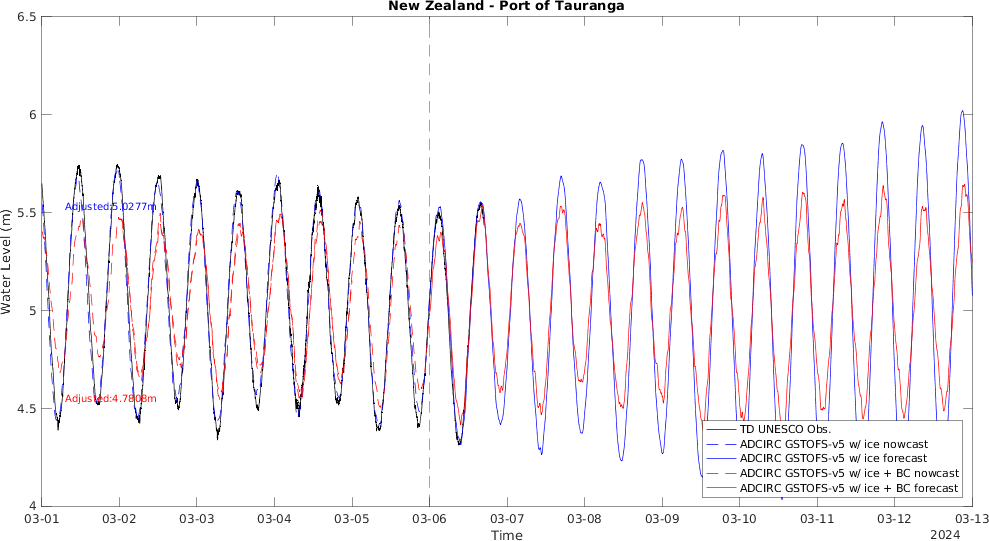 New Zealand - Port of Tauranga
6.5
6
5.5
5
4.5
4
Water Level (m)
Adjusted:5.0277m
Adjusted:4.7808m
TD UNESCO Obs.
ADCIRC GSTOFS-v5 w/ ice nowcast
ADCIRC GSTOFS-v5 w/ ice forecast
ADCIRC GSTOFS-v5 w/ ice + BC nowcast
ADCIRC GSTOFS-v5 w/ ice + BC forecast
03-01 03-02 03-03 03-04 03-05 03-06 03-07 03-08 03-09 03-10 03-11 03-12 03-13
Time
2024